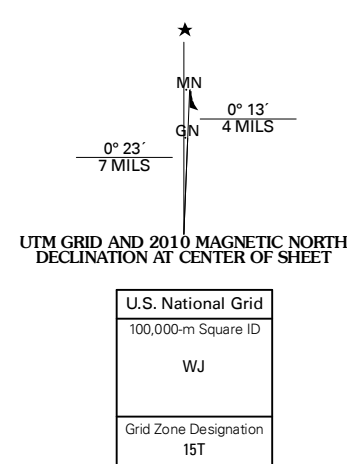 MN
0° 13´
4 MILS
GN
0° 23´
7 MILS
UTM GRID AND 2010 MAGNETIC NORTH
DECLINATION AT CENTER OF SHEET
U.S. National Grid
100,000-m Square ID
WJ
Grid Zone Designation
15T